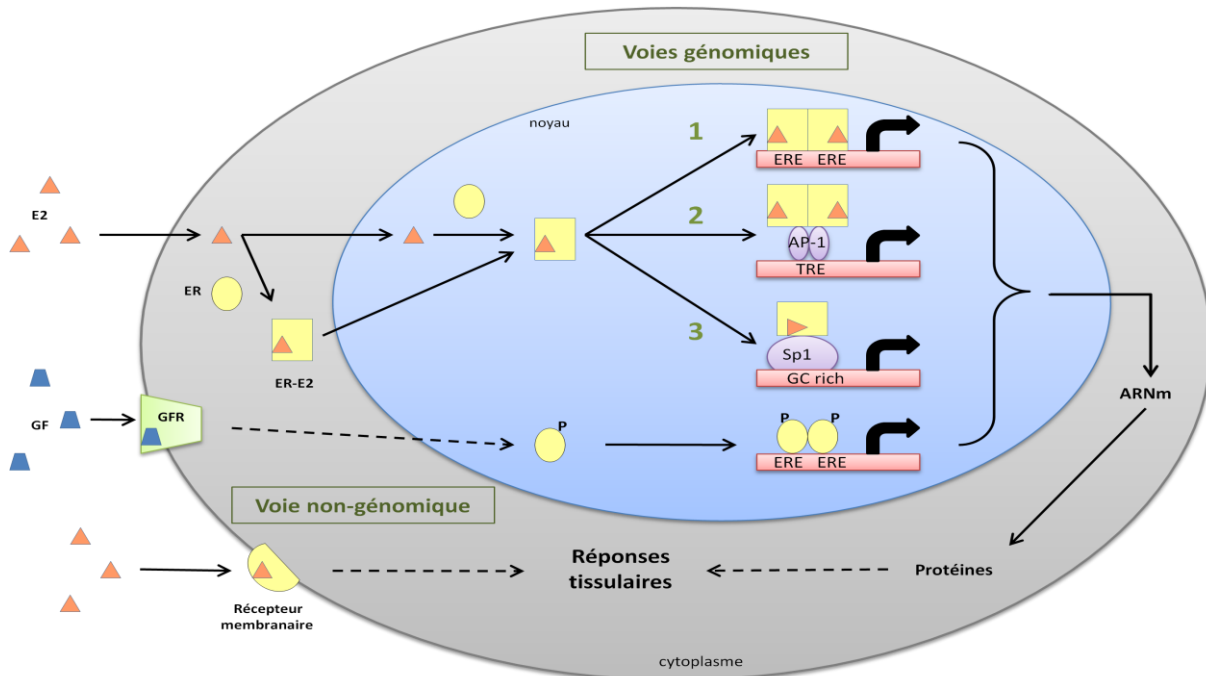 Voies génomiques
noyau
1
ERE ERE
E2
2
AP-1
TRE
ER
3
Sp1
ER-E2
GC rich
ARNm
GFR
GF
P
P P
ERE ERE
Voie non-génomique
Réponses
tissulaires
Protéines
Récepteur
membranaire
cytoplasme